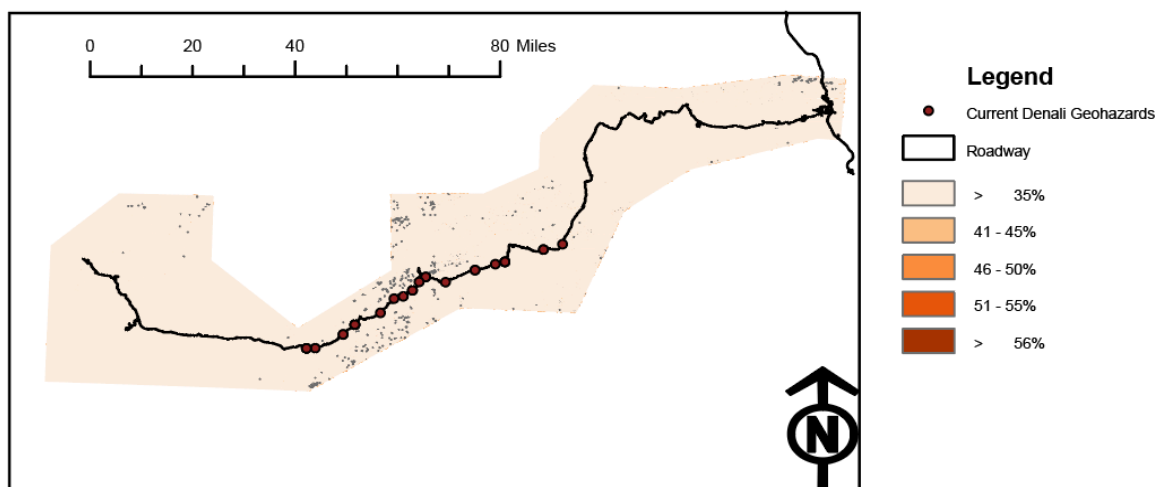 0 20 40 80 Miles
Legend
Current Denali Geohazards
Roadway
> 35%
41 - 45%
46 - 50%
51 - 55%
> 56%
N